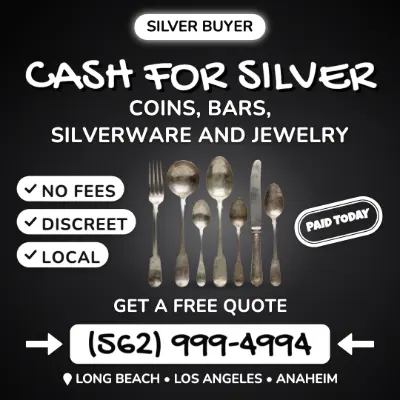 SILVER BUYER
CASH FOR SILVER
COINS, BARS,
SILVERWARE AND JEWELRY
NO FEES
DISCREET
LOCAL
PAID TODAY
GET A FREE QUOTE
(562) 999-4994
LONG BEACH • LOS ANGELES • ANAHEIM